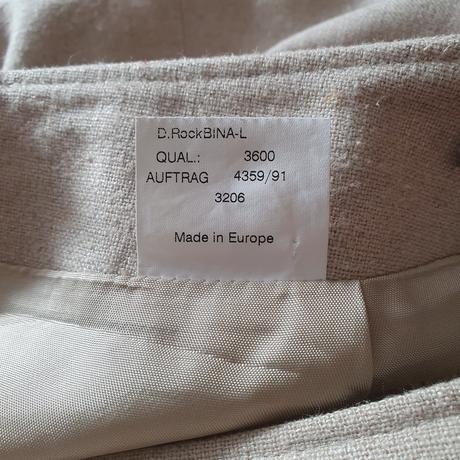 D.RockBINA-L
QUAL.: 3600
AUFTRAG 4359/91
3206
Made in Europe